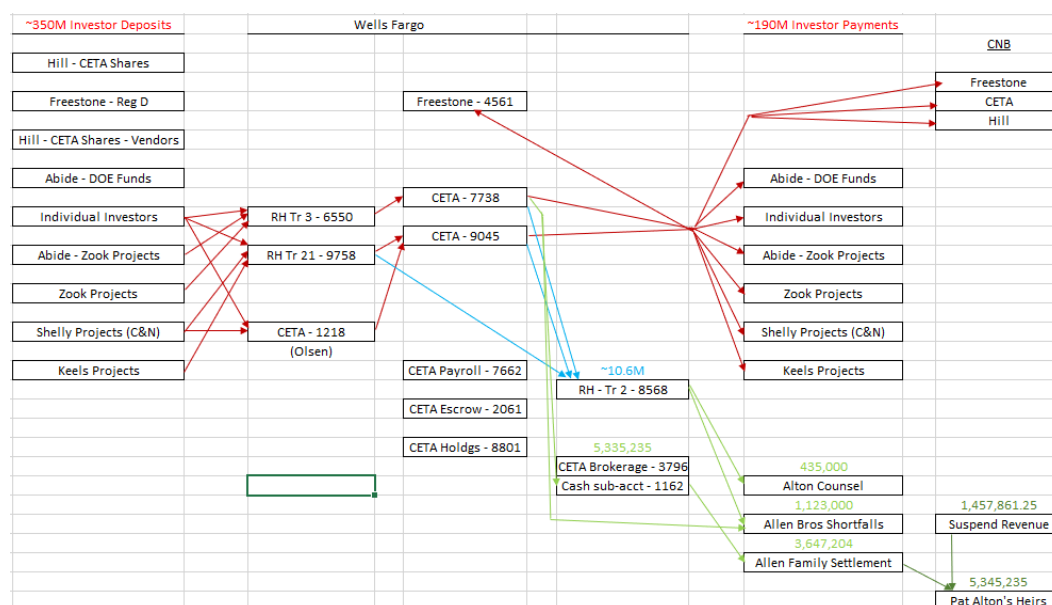 ~350M Investor Deposits
Wells Fargo
~190M Investor Payments
CNB
Hill - CETA Shares
Freestone
Freestone - Reg D
Freestone - 4561
CETA
Hill
Hill - CETA Shares - Vendors
Abide - DOE Funds
Abide - DOE Funds
CETA - 7738
Individual Investors
RH Tr 3 - 6550
Individual Investors
CETA - 9045
Abide - Zook Projects
RH Tr 21 - 9758
Abide - Zook Projects
Zook Projects
Zook Projects
Shelly Projects (C&N)
CETA - 1218
Shelly Projects (C&N)
(Olsen)
Keels Projects
CETA Payroll - 7662
~10.6M
Keels Projects
RH - Tr 2 - 8568
CETA Escrow - 2061
CETA Holdgs - 8801
5,335,235
CETA Brokerage - 3796
435,000
Cash sub-acct - 1162
Alton Counsel
1,123,000
1,457,861.25
Allen Bros Shortfalls
Suspend Revenue
3,647,204
Allen Family Settlement
5,345,235
Pat Alton's Heirs